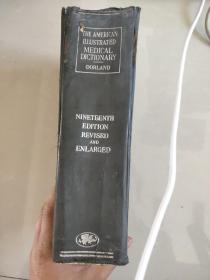 THE AMERICAN
ILLUSTRATED
MEDICAL
DICTIONARY
DORLAND
NINETEENTH
EDITION
REVISED
AND
ENLARGED